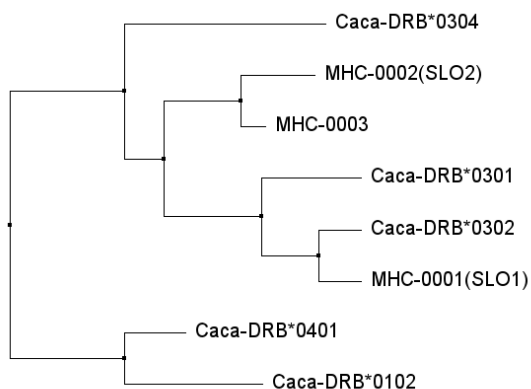 Caca-DRB*0304
MHC-0002(SLO2)
MHC-0003
Caca-DRB*0301
Caca-DRB*0302
MHC-0001(SLO1)
Caca-DRB*0401
Caca-DRB*0102